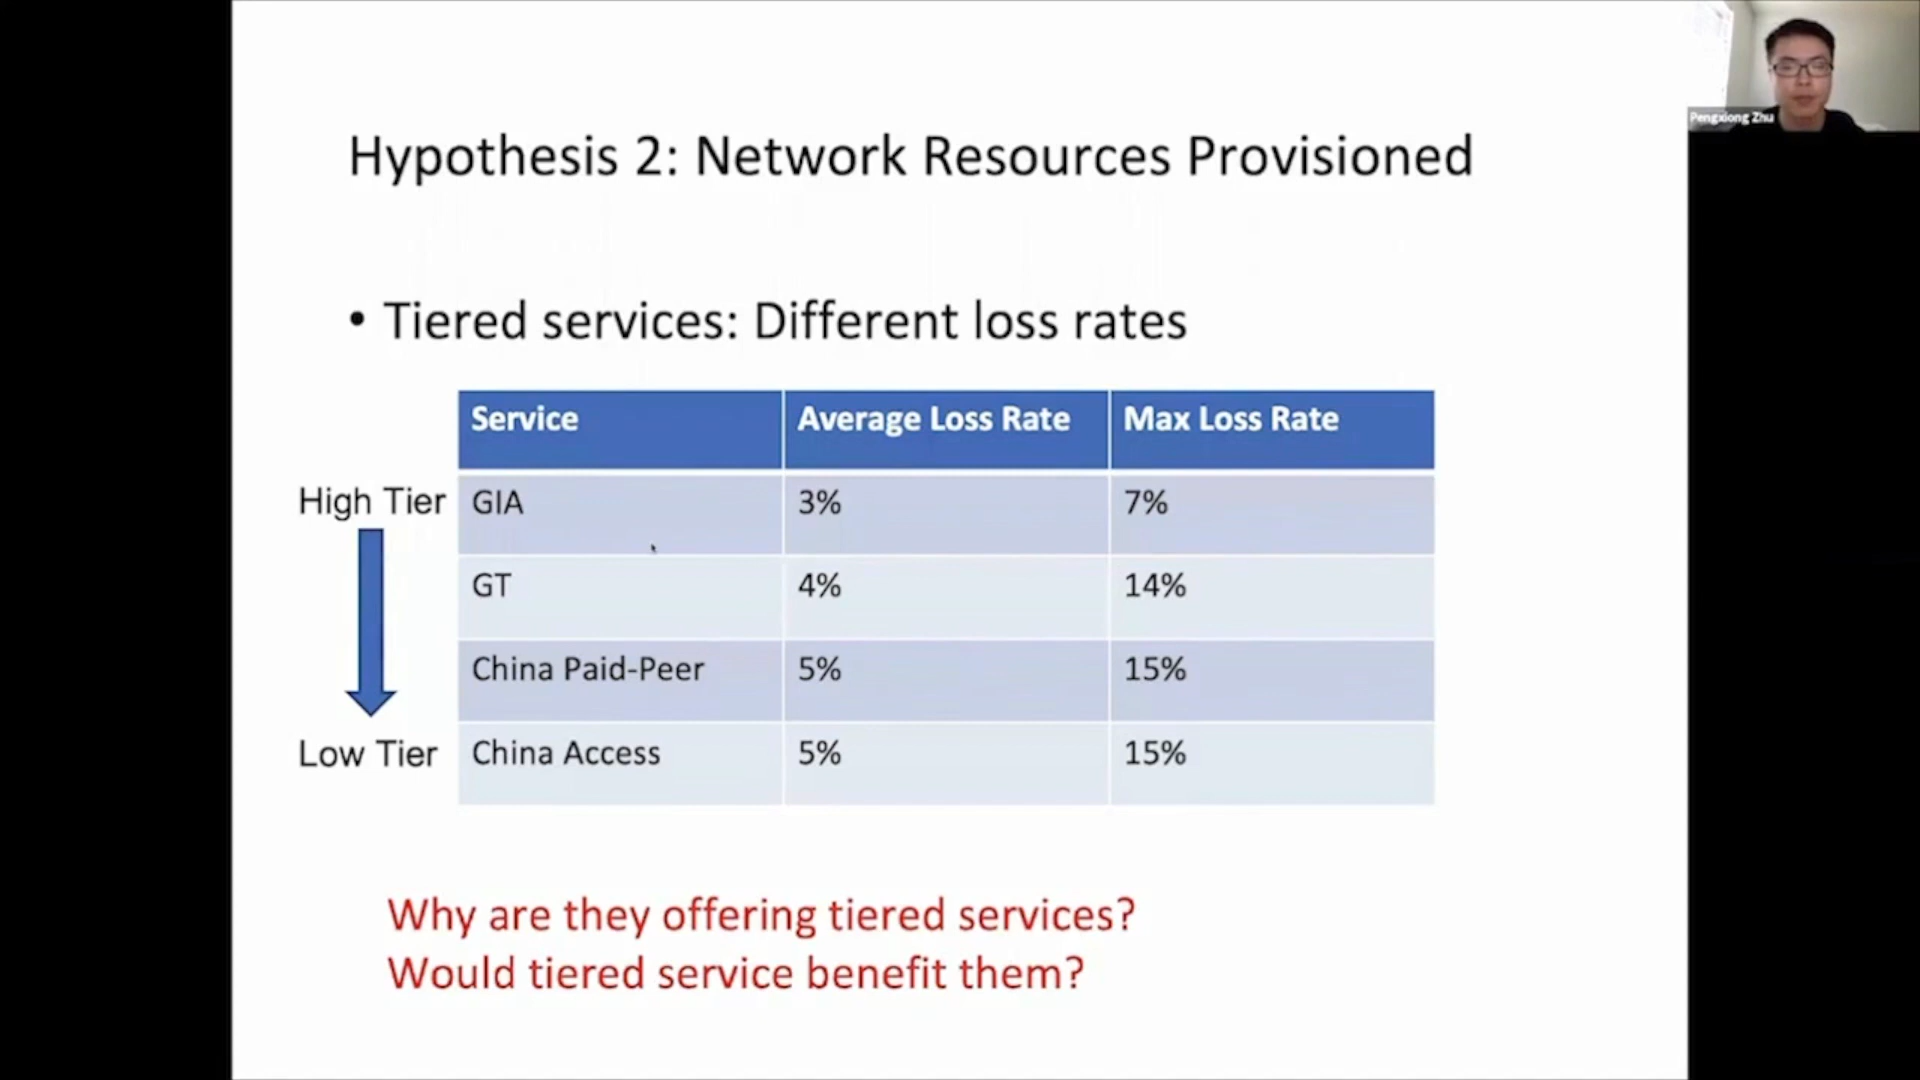 Pengxiong Zhu
Hypothesis 2: Network Resources Provisioned
• Tiered services: Different loss rates
Service Average Loss Rate Max Loss Rate
High Tier GIA 3% 7%
GT 4% 14%
China Paid-Peer 5% 15%
Low Tier China Access 5% 15%
Why are they offering tiered services?
Would tiered service benefit them?